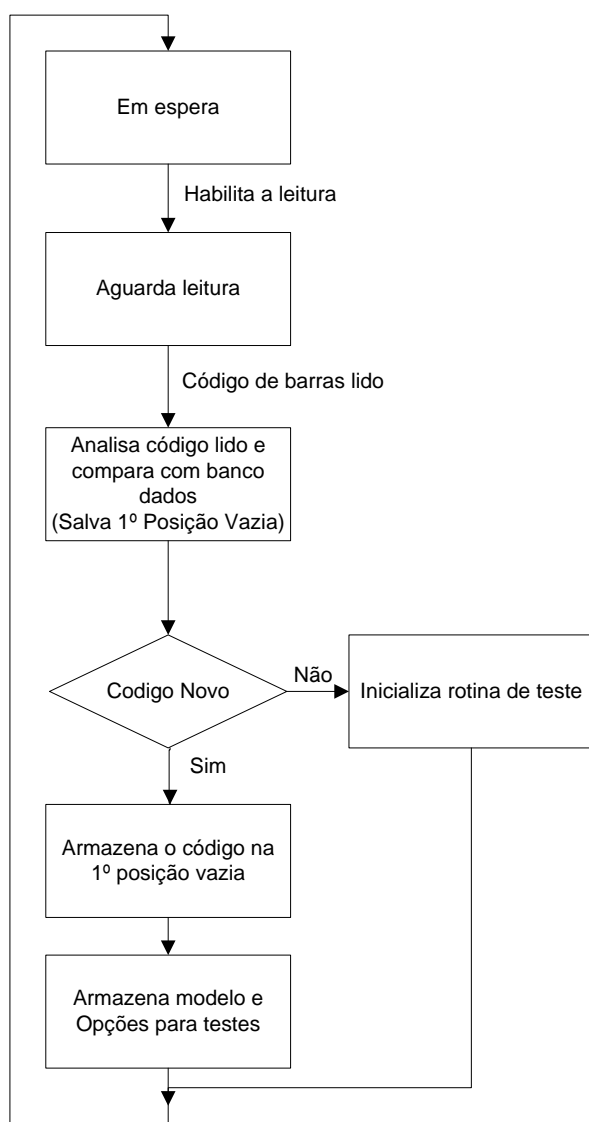 Em espera
Habilita a leitura
Aguarda leitura
Código de barras lido
Analisa código lido e
compara com banco
dados
(Salva 1º Posição Vazia)
Codigo Novo
Não
Inicializa rotina de teste
Sim
Armazena o código na
1º posição vazia
Armazena modelo e
Opções para testes